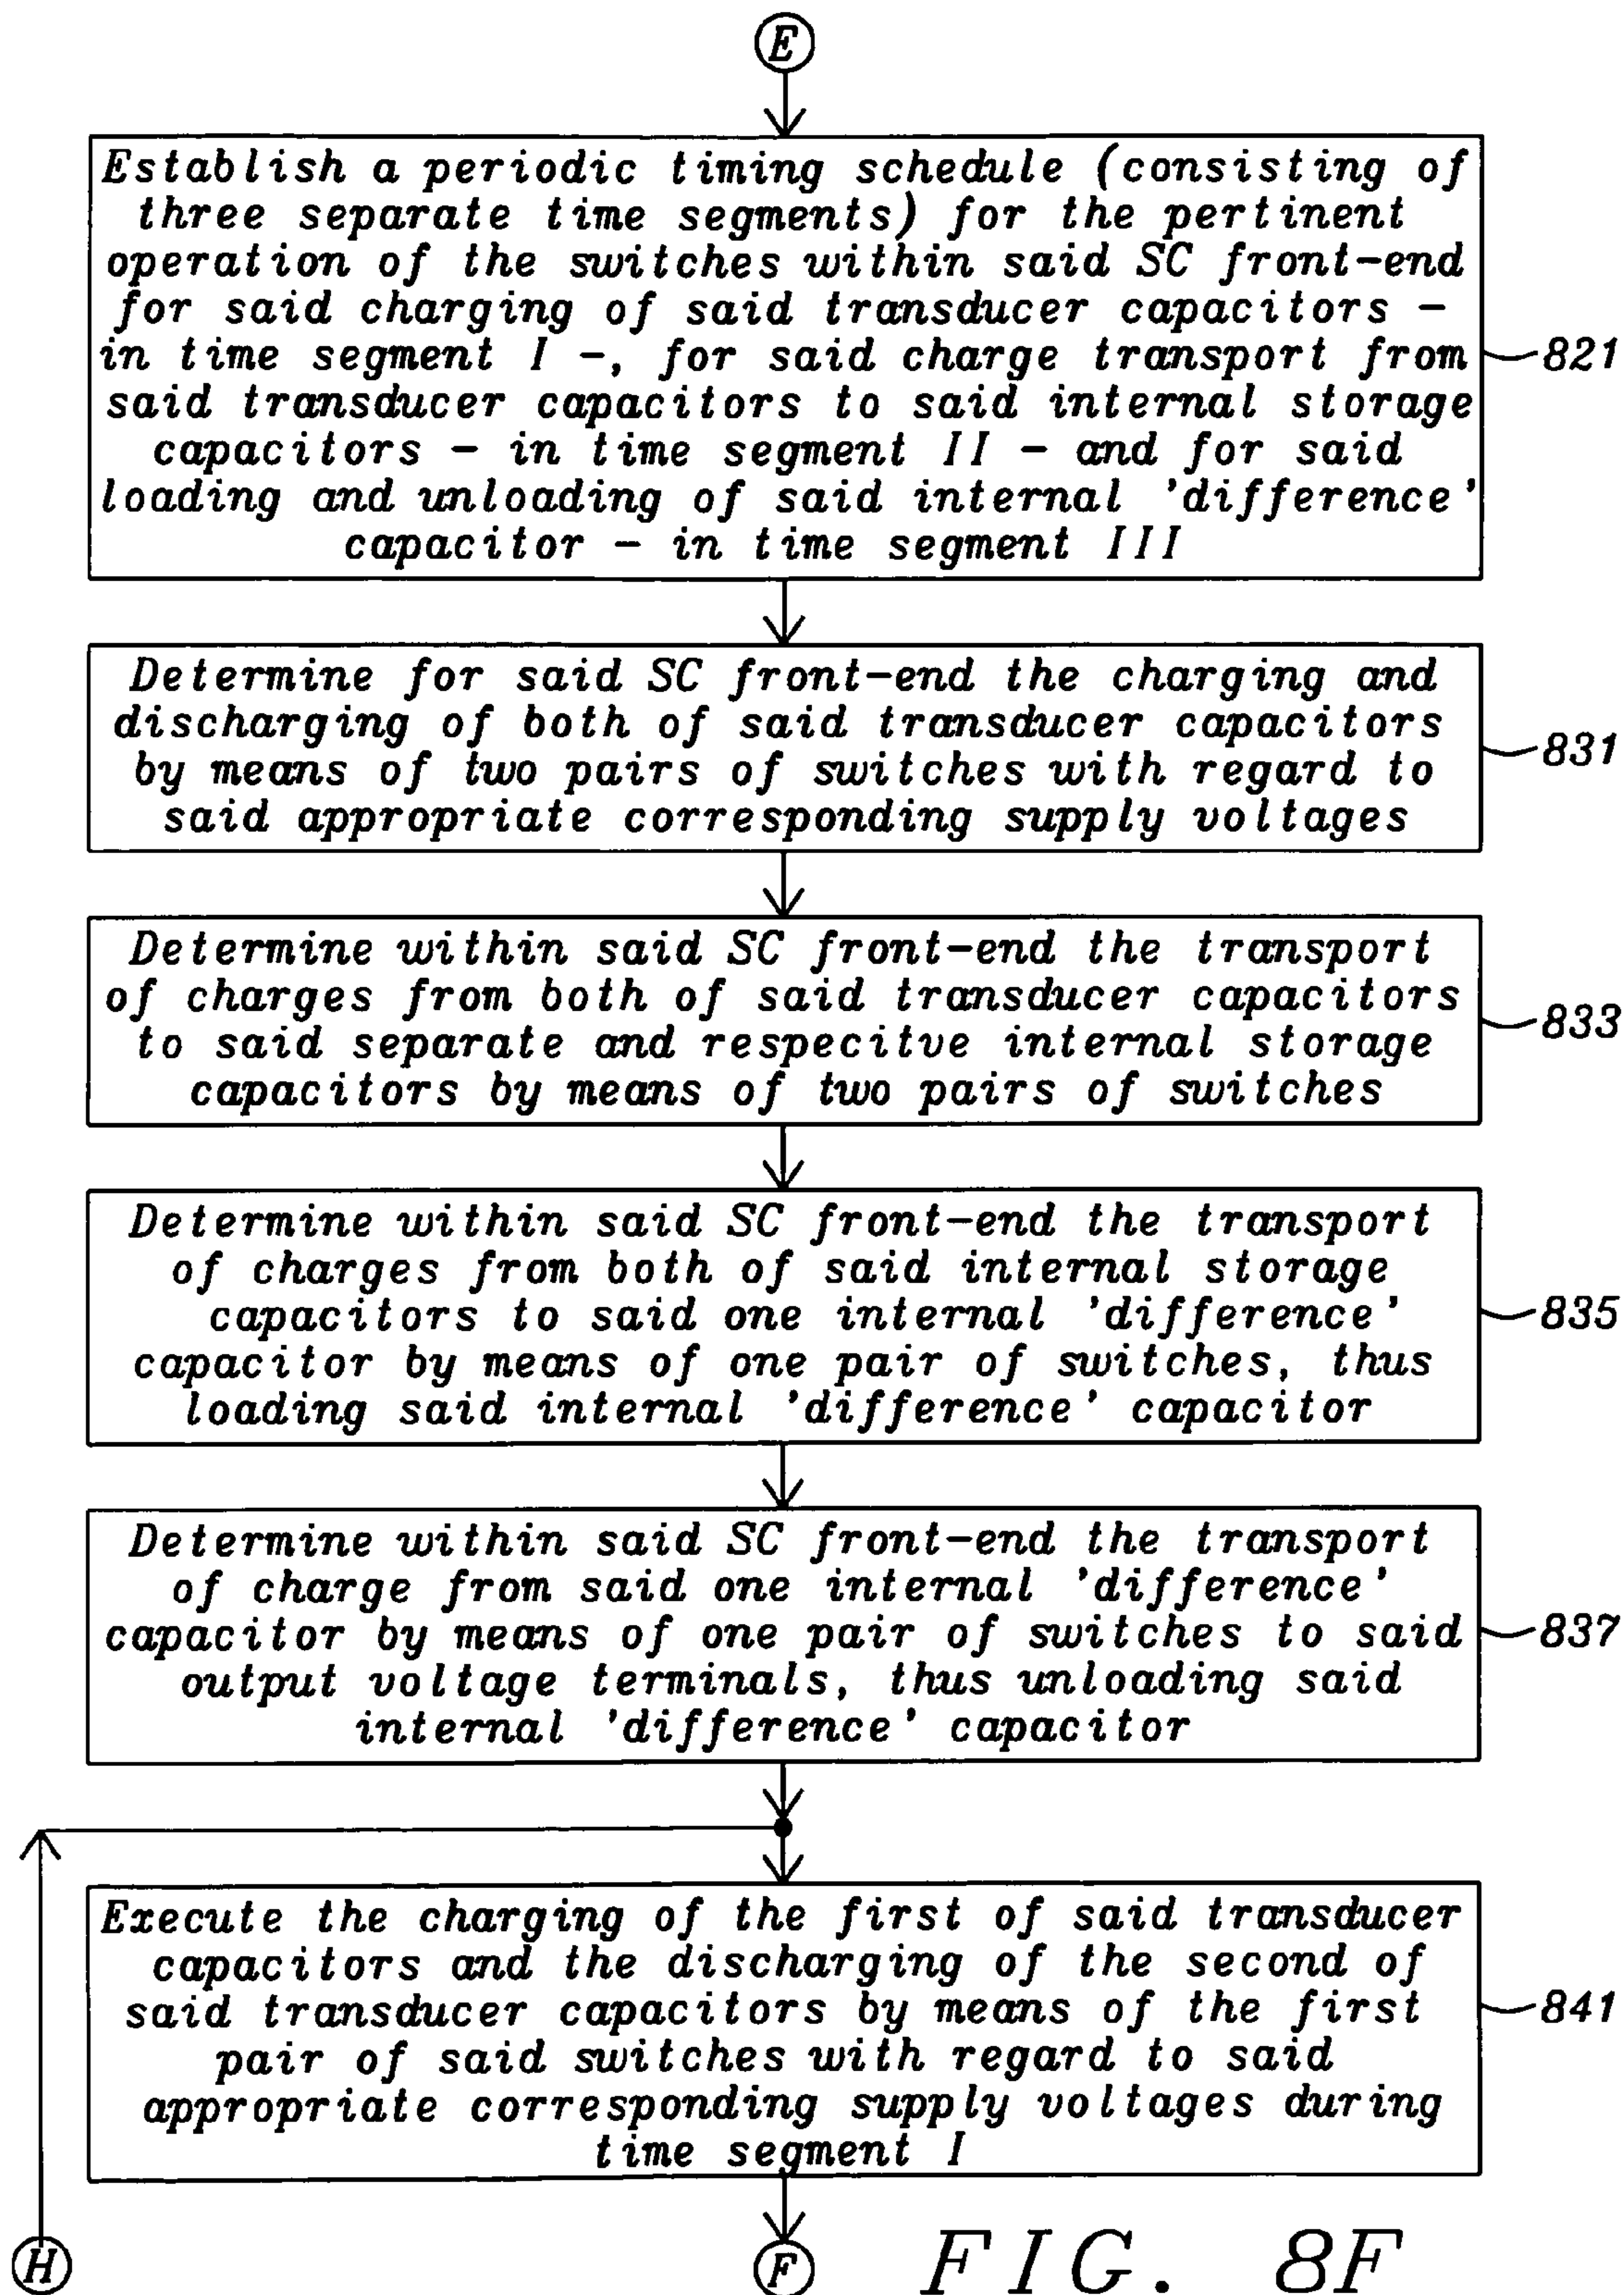 E
Establish a periodic timing schedule (consisting of
three separate time segments) for the pertinent
operation of the switches within said SC front-end
for said charging of said transducer capacitors -
in time segment I -, for said charge transport from
said transducer capacitors to said internal storage
capacitors - in time segment II - and for said
loading and unloading of said internal 'difference'
capacitor - in time segment III
821
Determine for said SC front-end the charging and
discharging of both of said transducer capacitors
by means of two pairs of switches with regard to
said appropriate corresponding supply voltages
831
Determine within said SC front-end the transport
of charges from both of said transducer capacitors
to said separate and respecitve internal storage
capacitors by means of two pairs of switches
833
Determine within said SC front-end the transport
of charges from both of said internal storage
capacitors to said one internal 'difference'
capacitor by means of one pair of switches, thus
loading said internal 'difference' capacitor
835
Determine within said SC front-end the transport
of charge from said one internal 'difference'
capacitor by means of one pair of switches to said
output voltage terminals, thus unloading said
internal 'difference' capacitor
837
Execute the charging of the first of said transducer
capacitors and the discharging of the second of
said transducer capacitors by means of the first
pair of said switches with regard to said
appropriate corresponding supply voltages during
time segment I
841
H
F
FIG. 8F